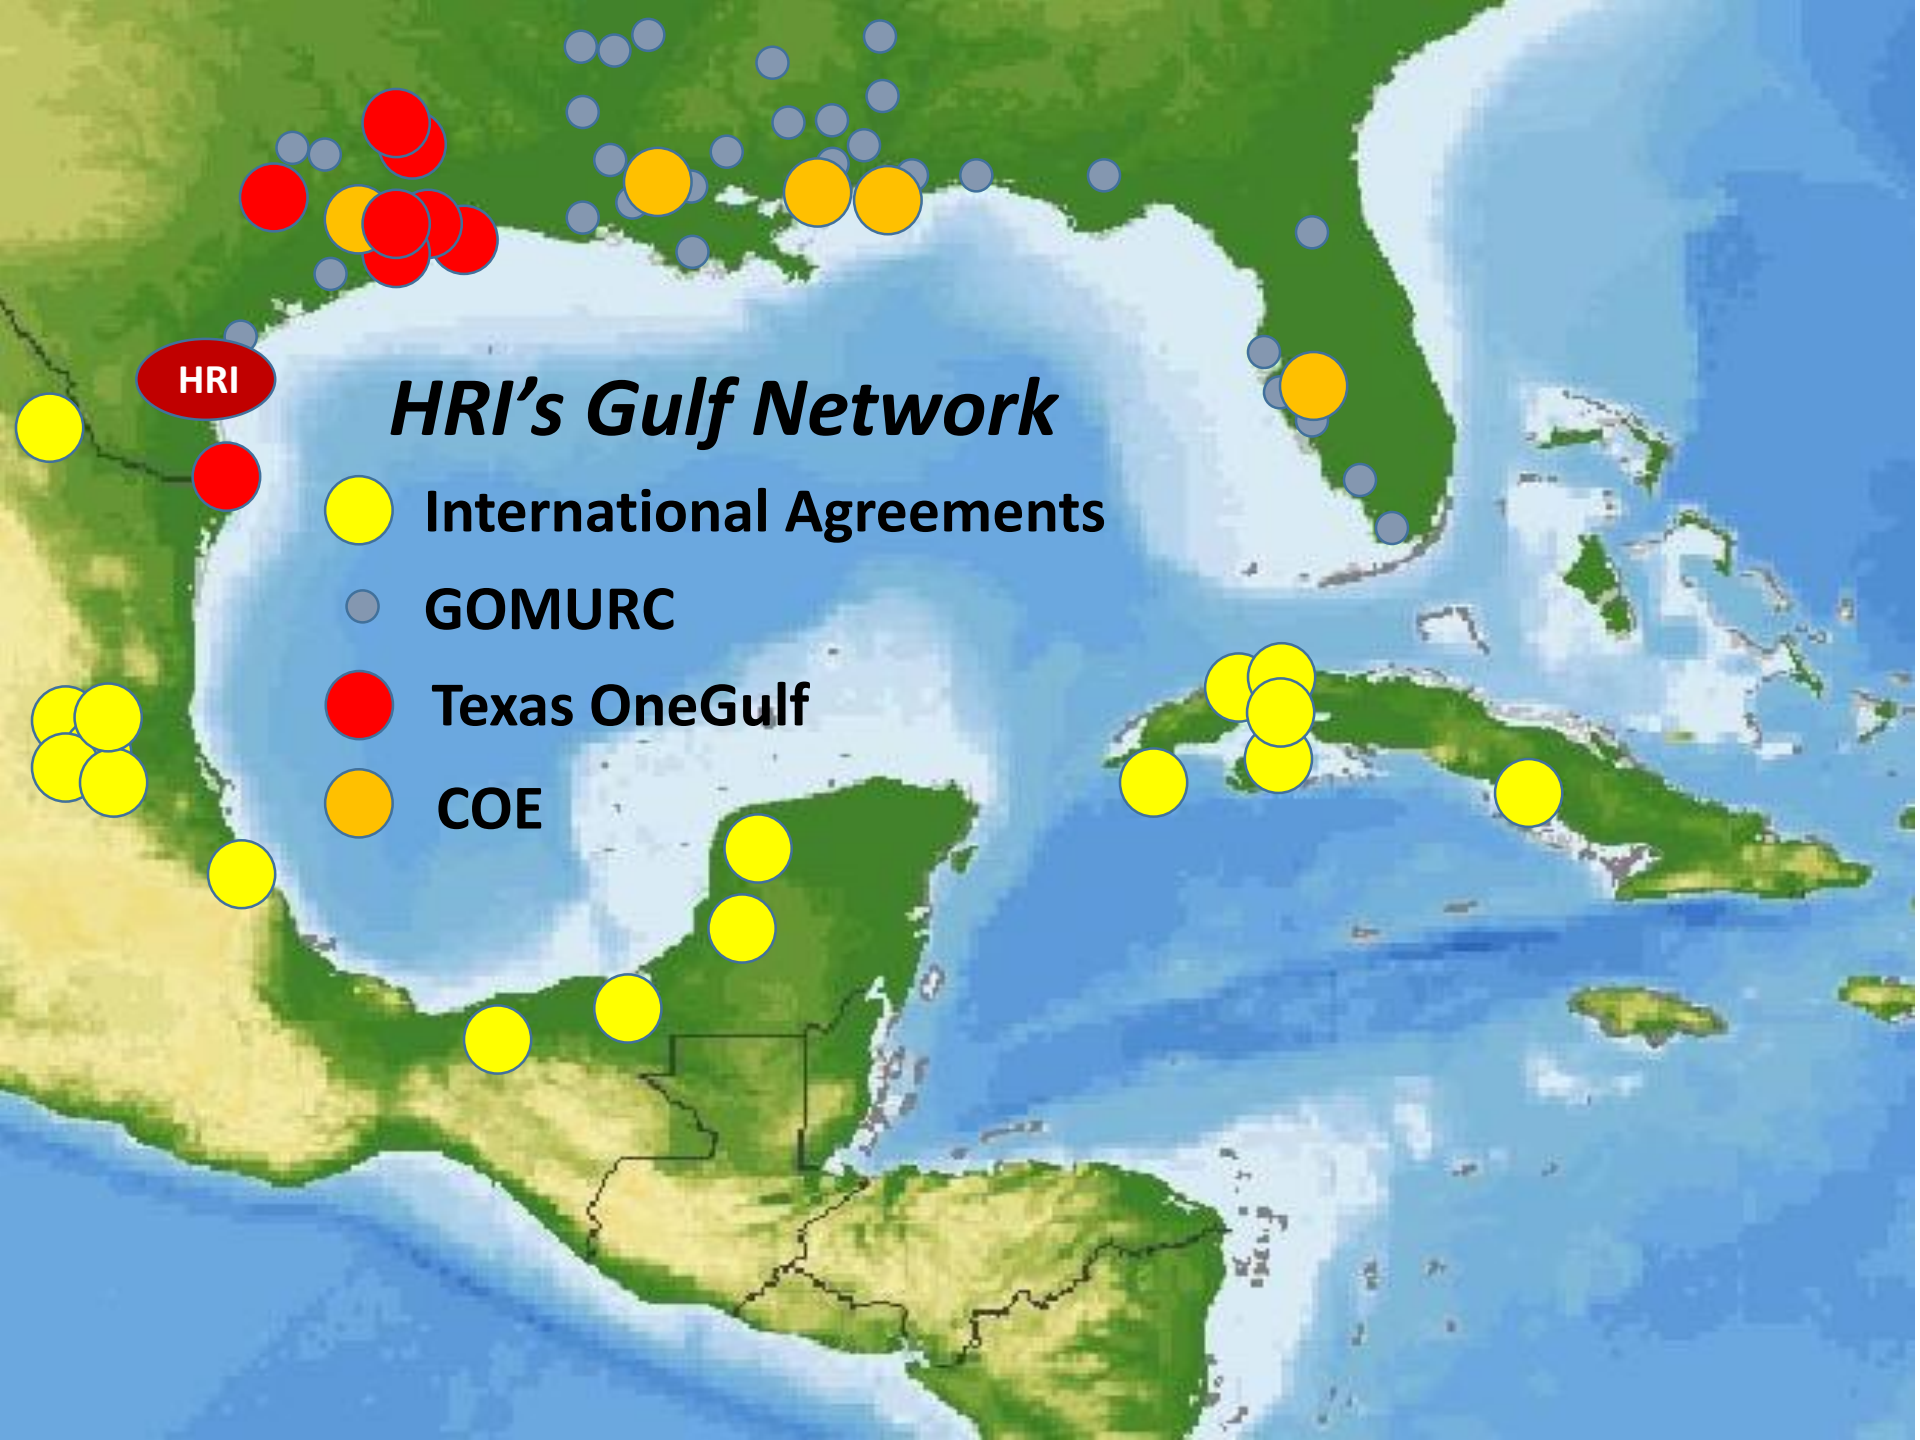 HRI
HRI's Gulf Network
International Agreements
GOMURC
Texas OneGulf
COE